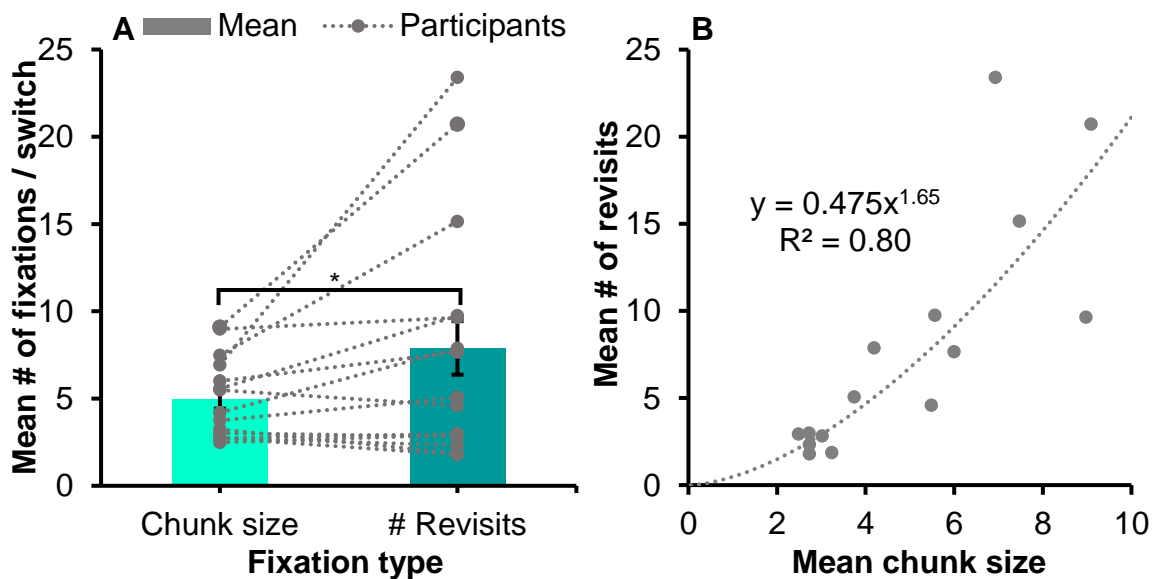 A Mean Participants
Mean # of fixations / switch
25
20
15
10
5
0
*
Chunk size # Revisits
Fixation type
B
Mean # of revisits
25
20
15
10
5
0
y = 0.475x^1.65
R² = 0.80
0 2 4 6 8 10
Mean chunk size